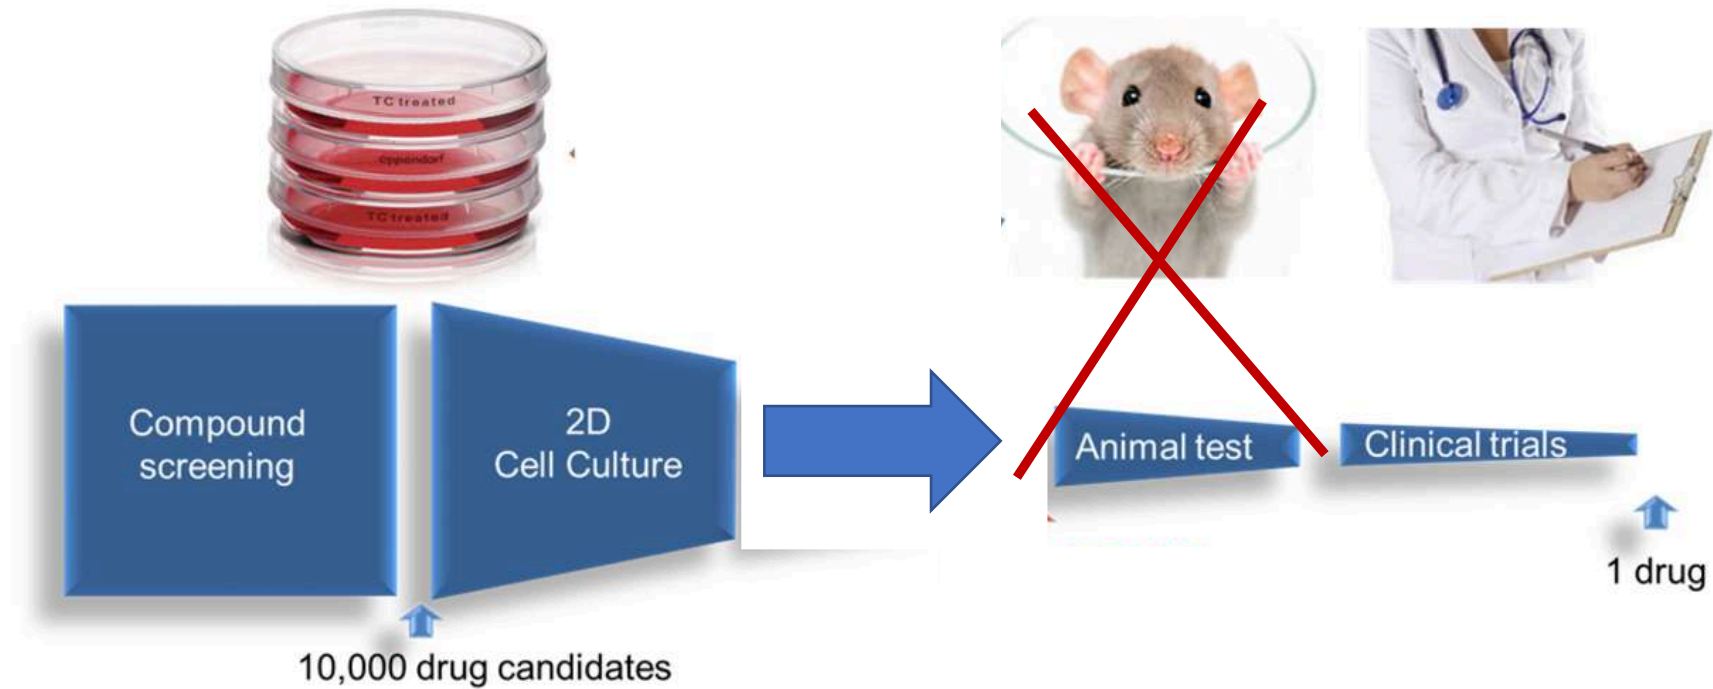 TC treated
eppendorf
TC treated
Compound
screening
2D
Cell Culture
Animal test
Clinical trials
1 drug
10,000 drug candidates